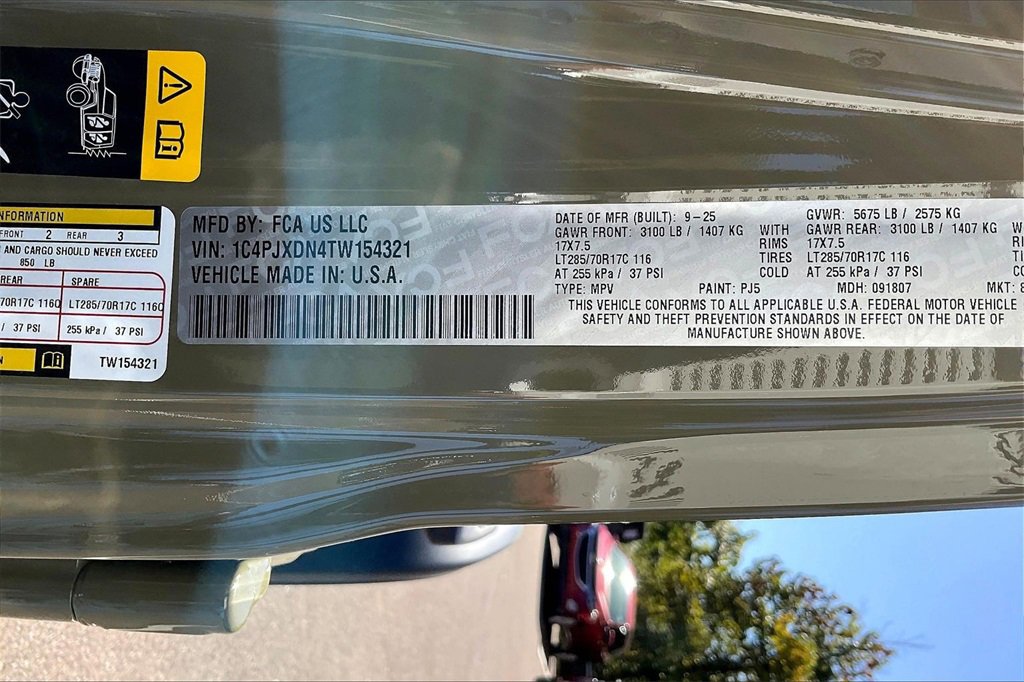 INFORMATION
FRONT 2 REAR 3
AND CARGO SHOULD NEVER EXCEED
850 LB
REAR SPARE
70R17C 116Q LT285/70R17C 116Q
/ 37 PSI 255 kPa / 37 PSI
TW154321
MFD BY: FCA US LLC
VIN: 1C4PJXDN4TW154321
VEHICLE MADE IN: U.S.A.
DATE OF MFR (BUILT): 9-25 GVWR: 5675 LB / 2575 KG
GAWR FRONT: 3100 LB / 1407 KG WITH GAWR REAR: 3100 LB / 1407 KG
17X7.5 RIMS 17X7.5
LT285/70R17C 116 TIRES LT285/70R17C 116
AT 255 kPa / 37 PSI COLD AT 255 kPa / 37 PSI
TYPE: MPV PAINT: PJ5 MDH: 091807 MKT:
THIS VEHICLE CONFORMS TO ALL APPLICABLE U.S.A. FEDERAL MOTOR VEHICLE
SAFETY AND THEFT PREVENTION STANDARDS IN EFFECT ON THE DATE OF
MANUFACTURE SHOWN ABOVE.